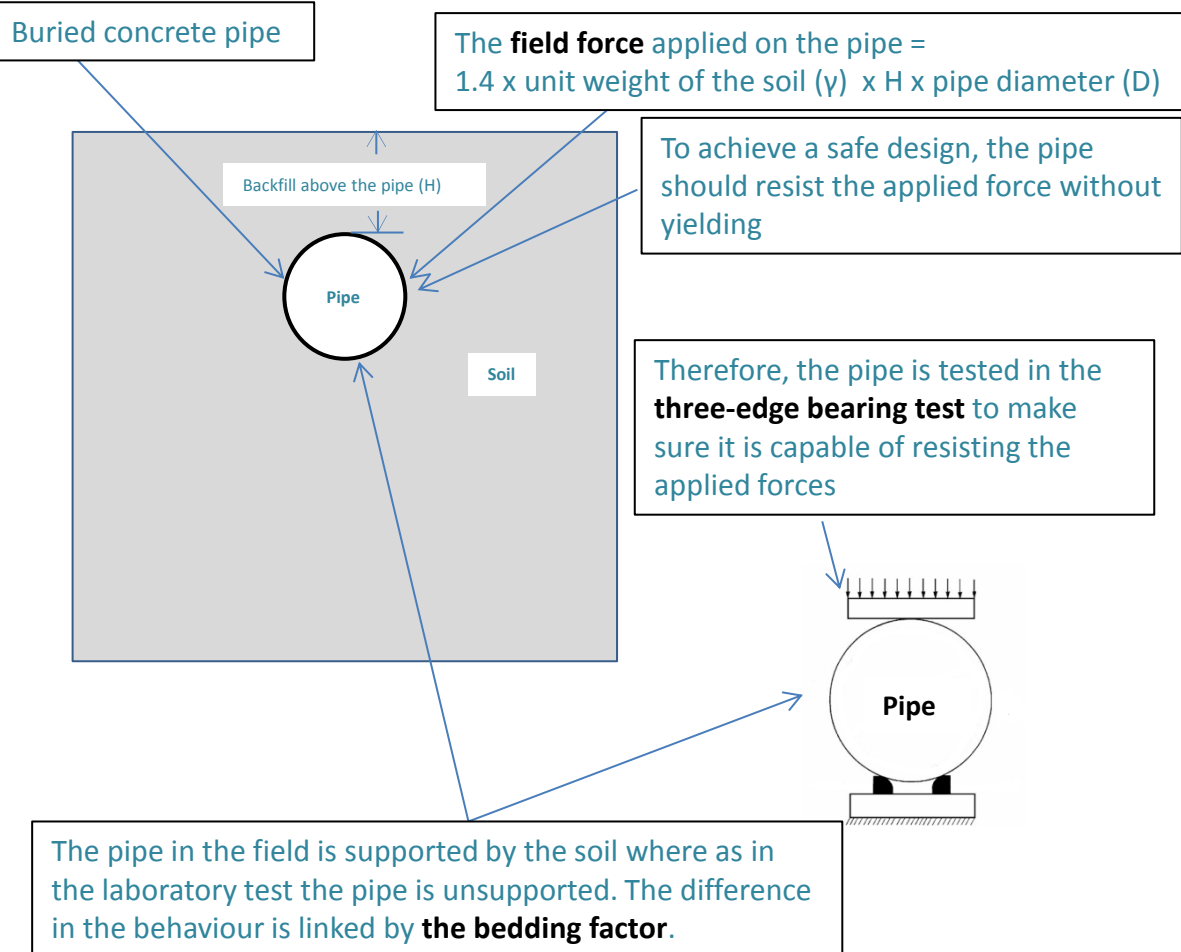 Buried concrete pipe
The field force applied on the pipe =
1.4 x unit weight of the soil (γ) x H x pipe diameter (D)
To achieve a safe design, the pipe
should resist the applied force without
yielding
Backfill above the pipe (H)
Pipe
Soil
Therefore, the pipe is tested in the
three-edge bearing test to make
sure it is capable of resisting the
applied forces
Pipe
The pipe in the field is supported by the soil where as in
the laboratory test the pipe is unsupported. The difference
in the behaviour is linked by the bedding factor.